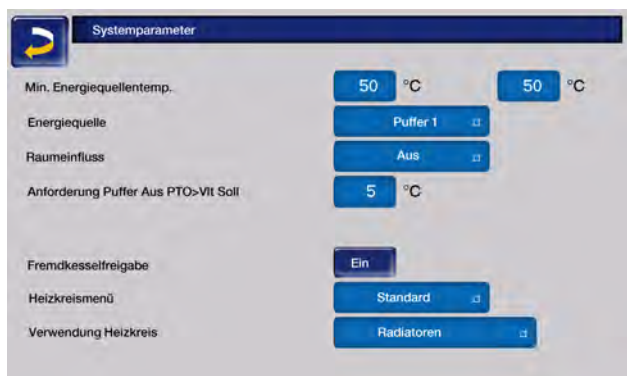 Systemparameter
Min. Energiequellentemp. 50 °C 50 °C
Energiequelle Puffer 1
Raumeinfluss Aus
Anforderung Puffer Aus PTO>Vlt Soll 5 °C
Fremdkesselfreigabe Ein
Heizkreismenü Standard
Verwendung Heizkreis Radiatoren